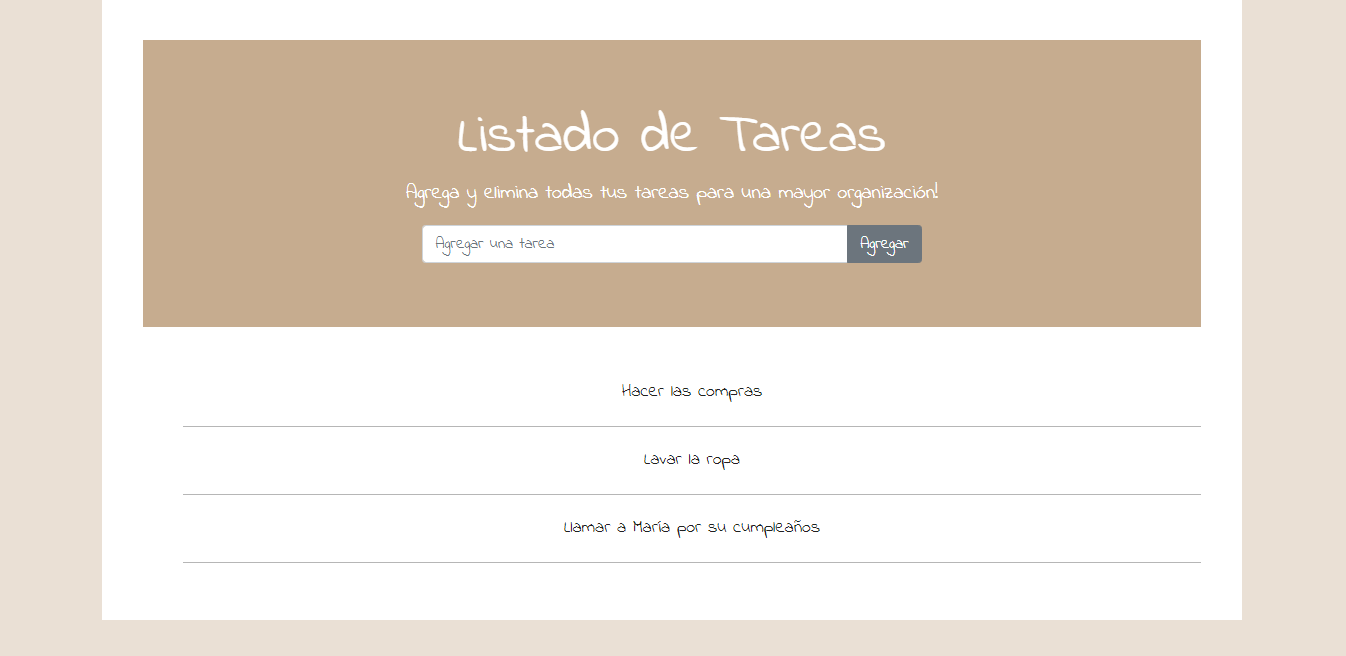 Listado de Tareas
Agrega y elimina todas tus tareas para una mayor organización!
Agregar una tarea
Agregar
Hacer las compras
Lavar la ropa
Llamar a María por su cumpleaños